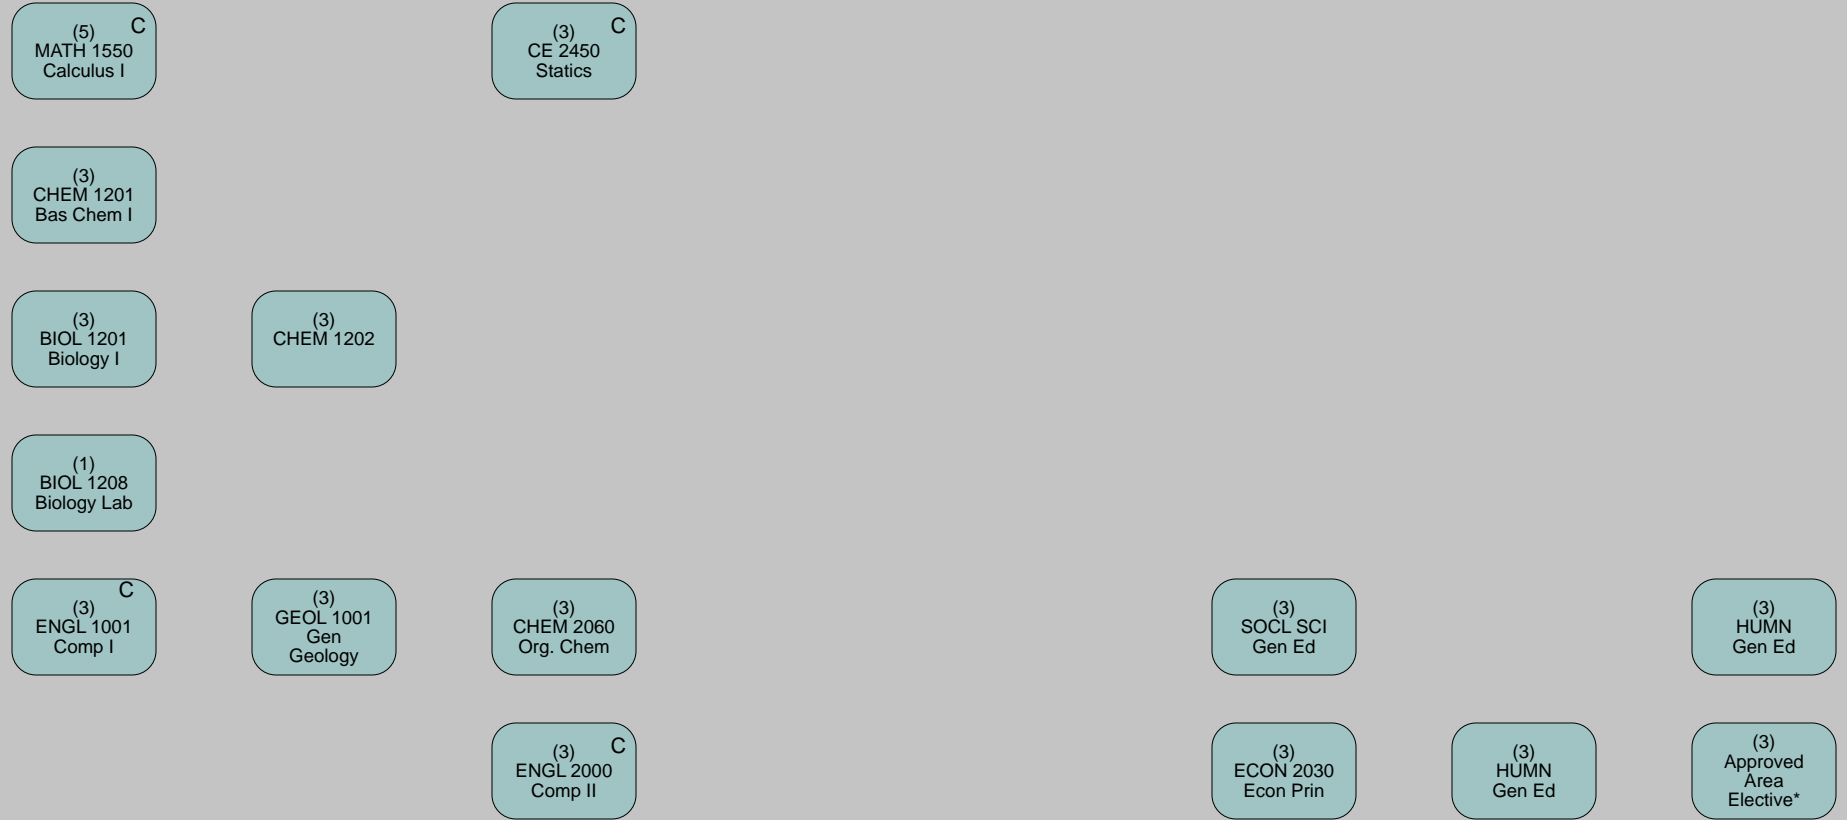 (5) C
MATH 1550
Calculus I
(3) C
CE 2450
Statics
(3)
CHEM 1201
Bas Chem I
(3)
BIOL 1201
Biology I
(3)
CHEM 1202
(1)
BIOL 1208
Biology Lab
C
(3)
ENGL 1001
Comp I
(3)
GEOL 1001
Gen
Geology
(3)
CHEM 2060
Org. Chem
(3)
SOCL SCI
Gen Ed
(3)
HUMN
Gen Ed
(3) C
ENGL 2000
Comp II
(3)
ECON 2030
Econ Prin
(3)
HUMN
Gen Ed
(3)
Approved
Area
Elective*